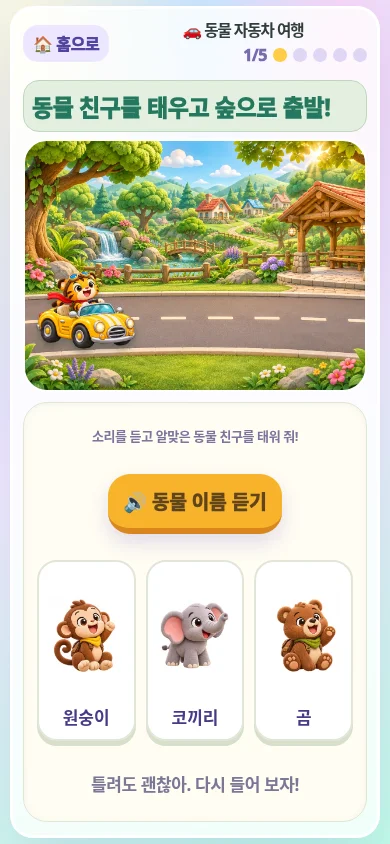 🏠 홈으로
🚗 동물 자동차 여행
1/5
동물 친구를 태우고 숲으로 출발!
소리를 듣고 알맞은 동물 친구를 태워 줘!
🔊 동물 이름 듣기
원숭이
코끼리
곰
틀려도 괜찮아. 다시 들어 보자!